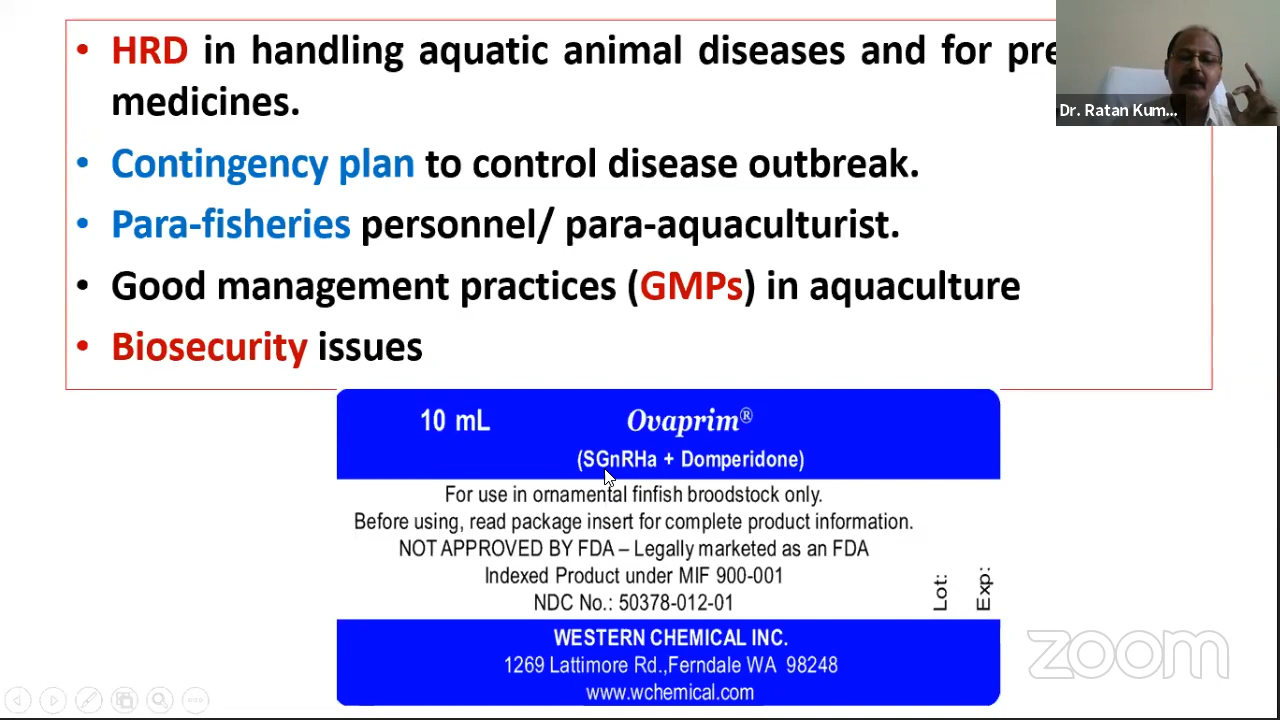 • HRD in handling aquatic animal diseases and for pre
medicines.
• Contingency plan to control disease outbreak.
• Para-fisheries personnel/ para-aquaculturist.
• Good management practices (GMPs) in aquaculture
• Biosecurity issues
Dr. Ratan Kum...
10 mL Ovaprim®
(SGnRHa + Domperidone)
For use in ornamental finfish broodstock only.
Before using, read package insert for complete product information.
NOT APPROVED BY FDA – Legally marketed as an FDA
Indexed Product under MIF 900-001
NDC No.: 50378-012-01
Lot:
Exp:
WESTERN CHEMICAL INC.
1269 Lattimore Rd.,Ferndale WA 98248
www.wchemical.com
zoom